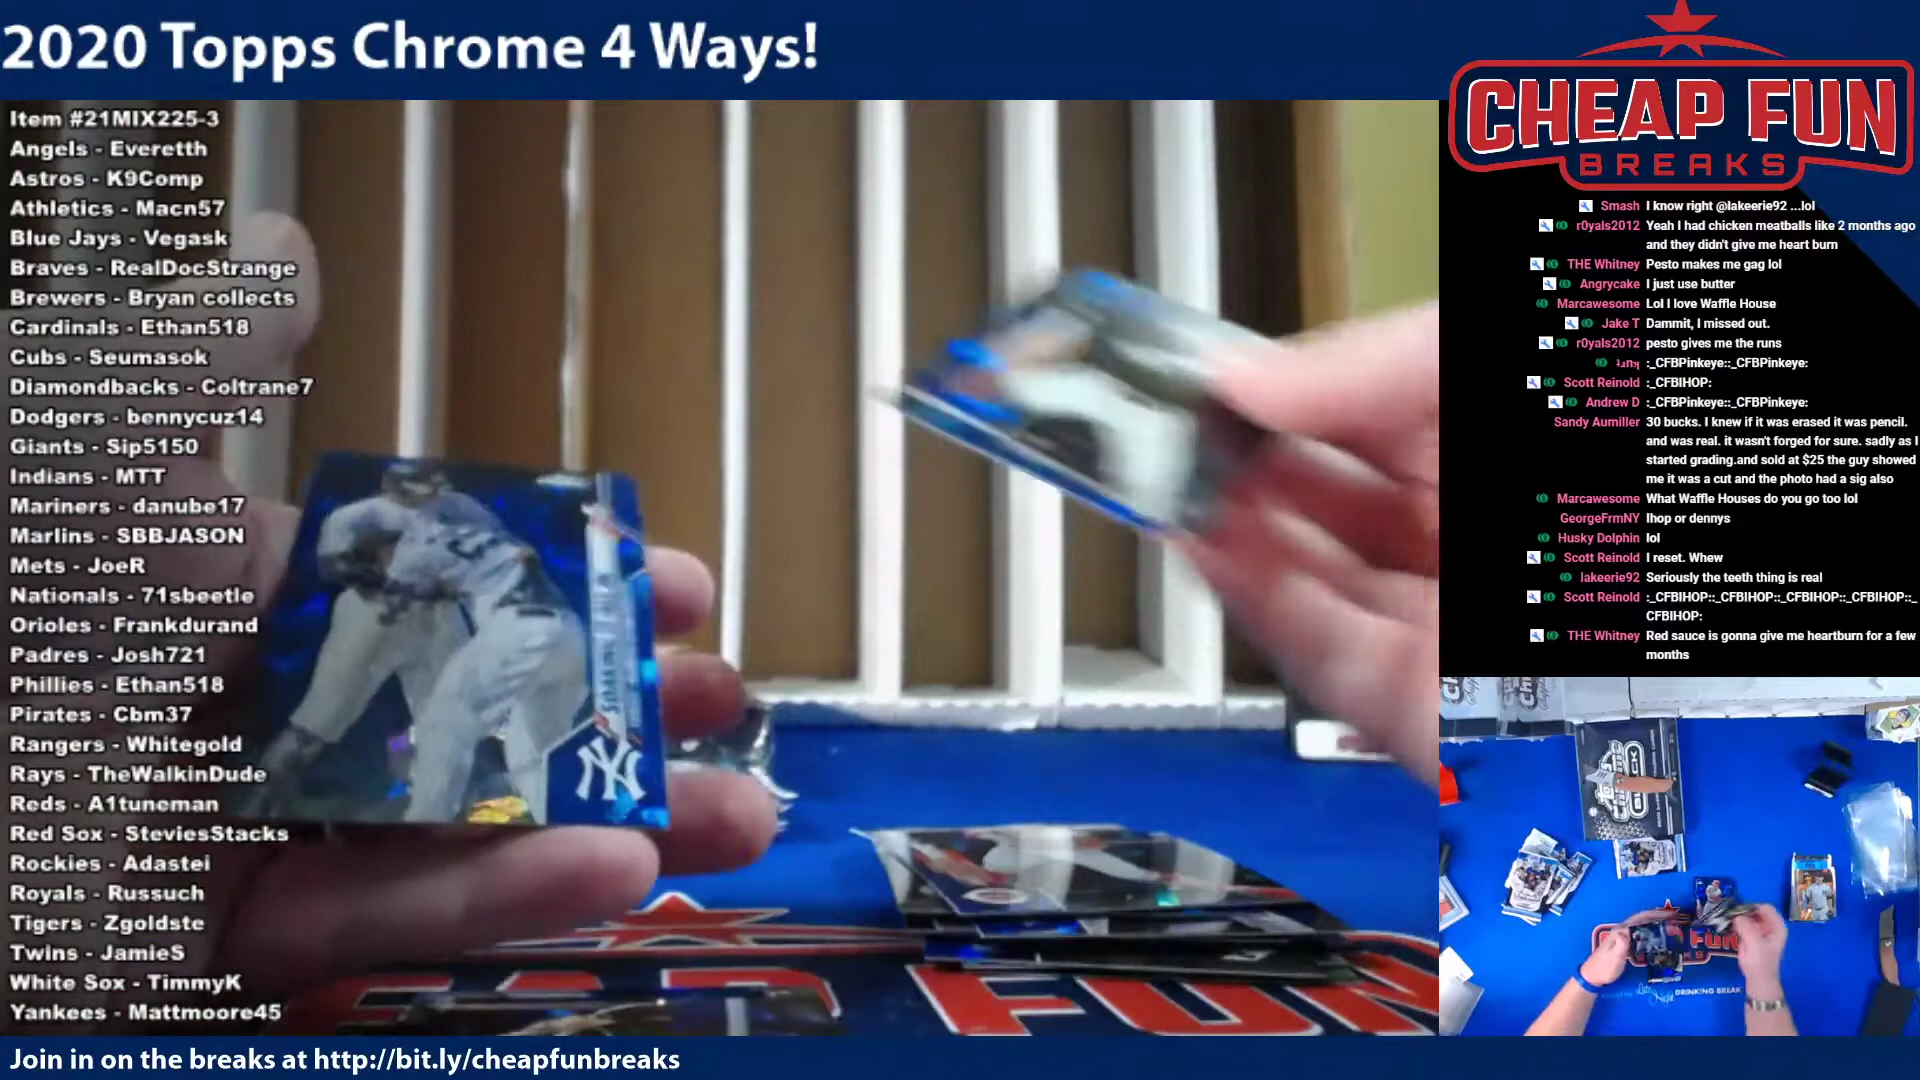 2020 Topps Chrome 4 Ways!
Item #21MIX225-3
Angels - Everetth
Astros - K9Comp
Athletics - Macn57
Blue Jays - Vegask
Braves - RealDocStrange
Brewers - Bryan collects
Cardinals - Ethan518
Cubs - Seumasok
Diamondbacks - Coltrane7
Dodgers - bennycuz14
Giants - Sip5150
Indians - MTT
Mariners - danube17
Marlins - SBBJASON
Mets - JoeR
Nationals - 71sbeetle
Orioles - Frankdurand
Padres - Josh721
Phillies - Ethan518
Pirates - Cbm37
Rangers - Whitegold
Rays - TheWalkinDude
Reds - A1tuneman
Red Sox - SteviesStacks
Rockies - Adastei
Royals - Russuch
Tigers - Zgoldste
Twins - JamieS
White Sox - TimmyK
Yankees - Mattmoore45
Join in on the breaks at http://bit.ly/cheapfunbreaks
NY
FUN
CHEAP FUN
BREAKS
Smash I know right @lakeerie92 ...lol
r0yals2012 Yeah I had chicken meatballs like 2 months ago
and they didn't give me heart burn
THE Whitney Pesto makes me gag lol
Angrycake I just use butter
Marcawesome Lol I love Waffle House
Jake T Dammit, I missed out.
r0yals2012 pesto gives me the runs
:_CFBPinkeye::_CFBPinkeye:
Scott Reinold :_CFBIHOP:
Andrew D :_CFBPinkeye::_CFBPinkeye:
Sandy Aumiller 30 bucks. I knew if it was erased it was pencil.
and was real. it wasn't forged for sure. sadly as I
started grading.and sold at $25 the guy showed
me it was a cut and the photo had a sig also
Marcawesome What Waffle Houses do you go too lol
GeorgeFrmNY Ihop or dennys
Husky Dolphin lol
Scott Reinold I reset. Whew
lakeerie92 Seriously the teeth thing is real
Scott Reinold :_CFBIHOP::_CFBIHOP::_CFBIHOP::_CFBIHOP::_
CFBIHOP:
THE Whitney Red sauce is gonna give me heartburn for a few
months
FUN
DRINKING BREAK